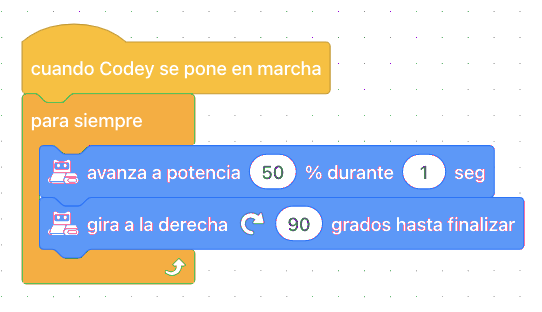 cuando Codey se pone en marcha
para siempre
avanza a potencia 50 % durante 1 seg
gira a la derecha 90 grados hasta finalizar